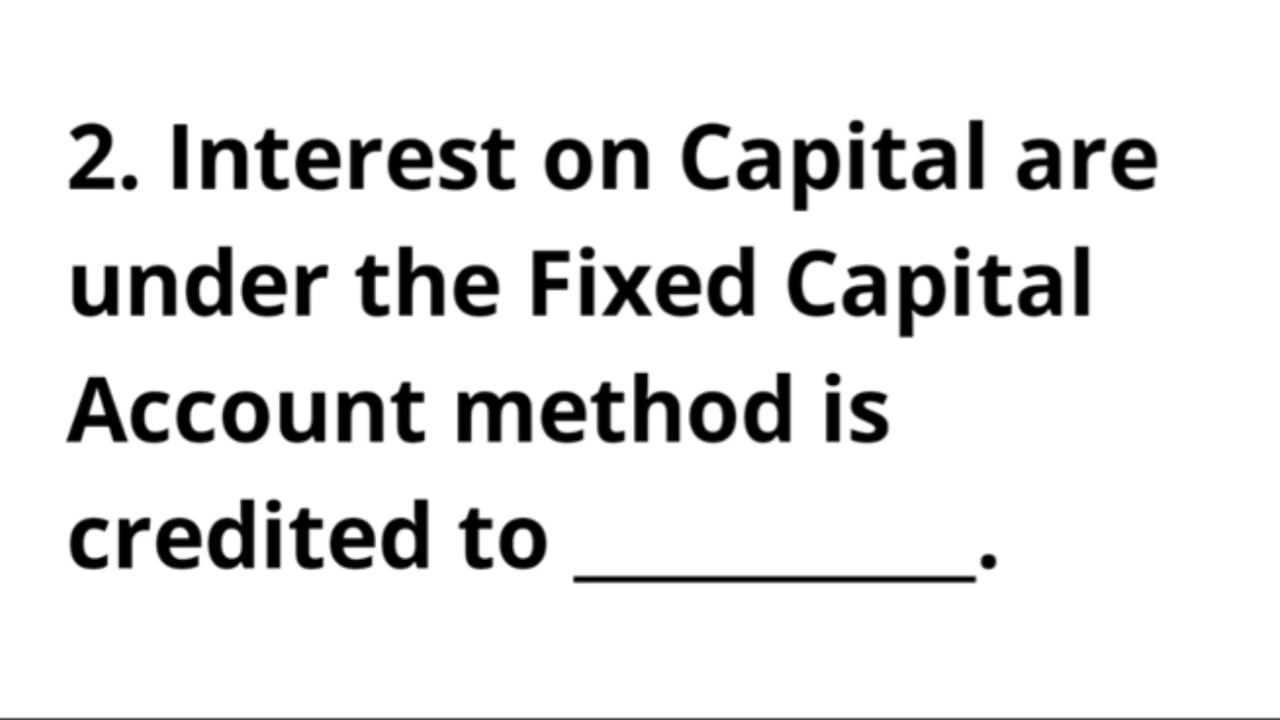 2. Interest on Capital are
under the Fixed Capital
Account method is
credited to ___________.